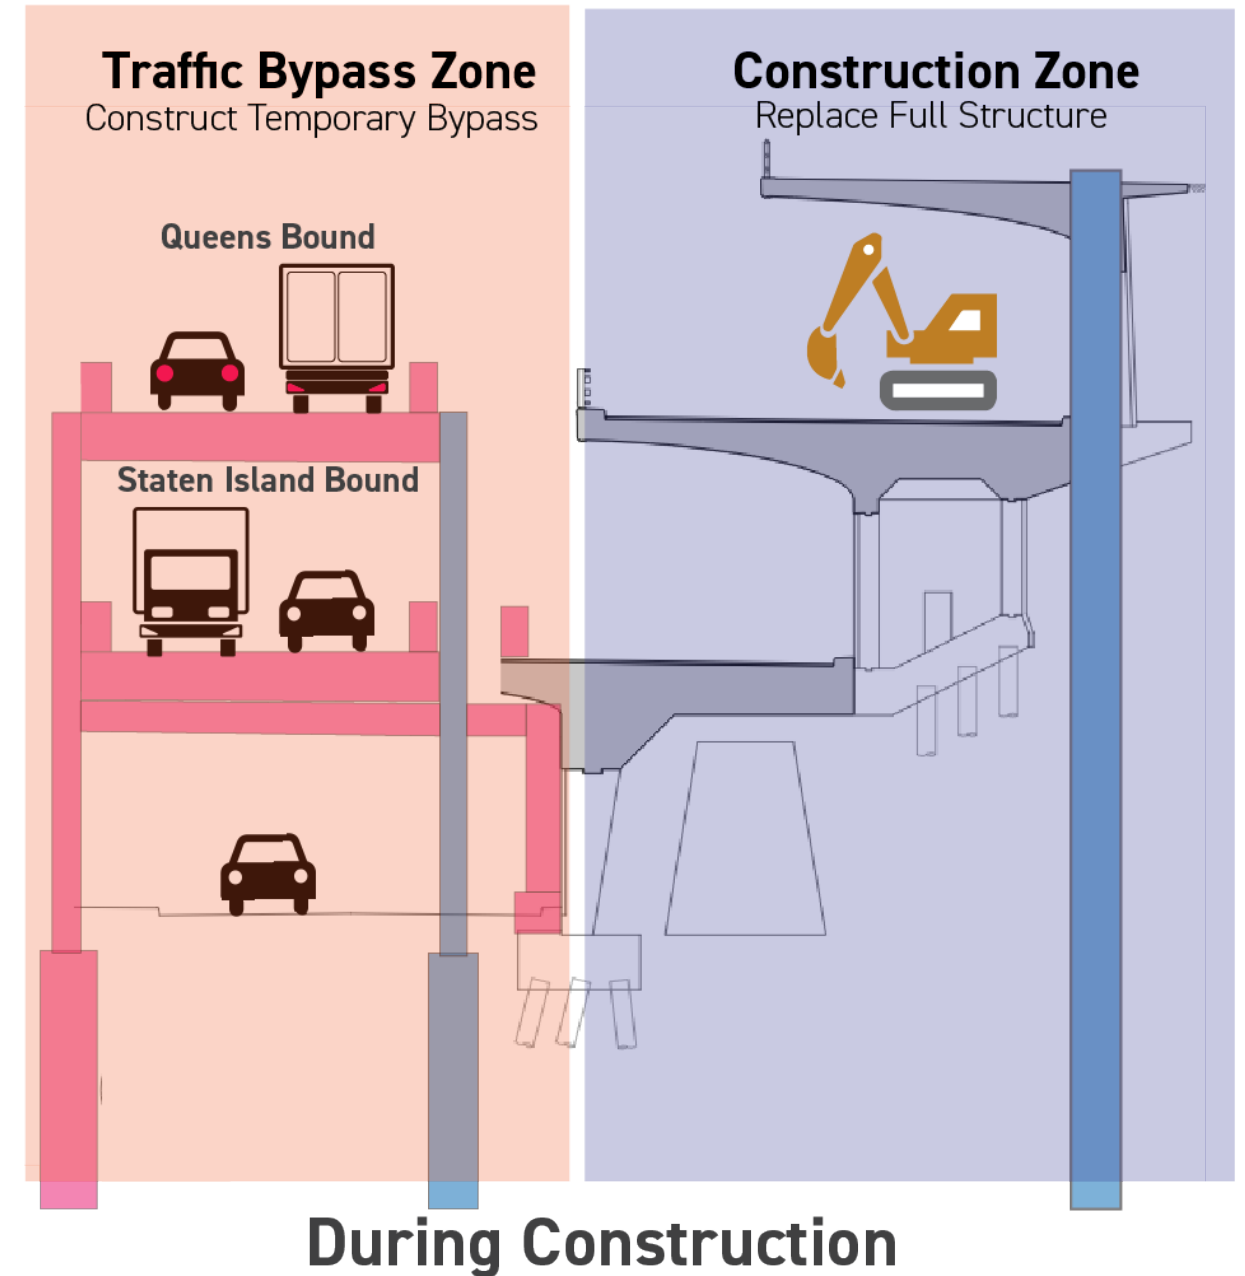 Traffic Bypass Zone
Construct Temporary Bypass
Construction Zone
Replace Full Structure
Queens Bound
Staten Island Bound
During Construction